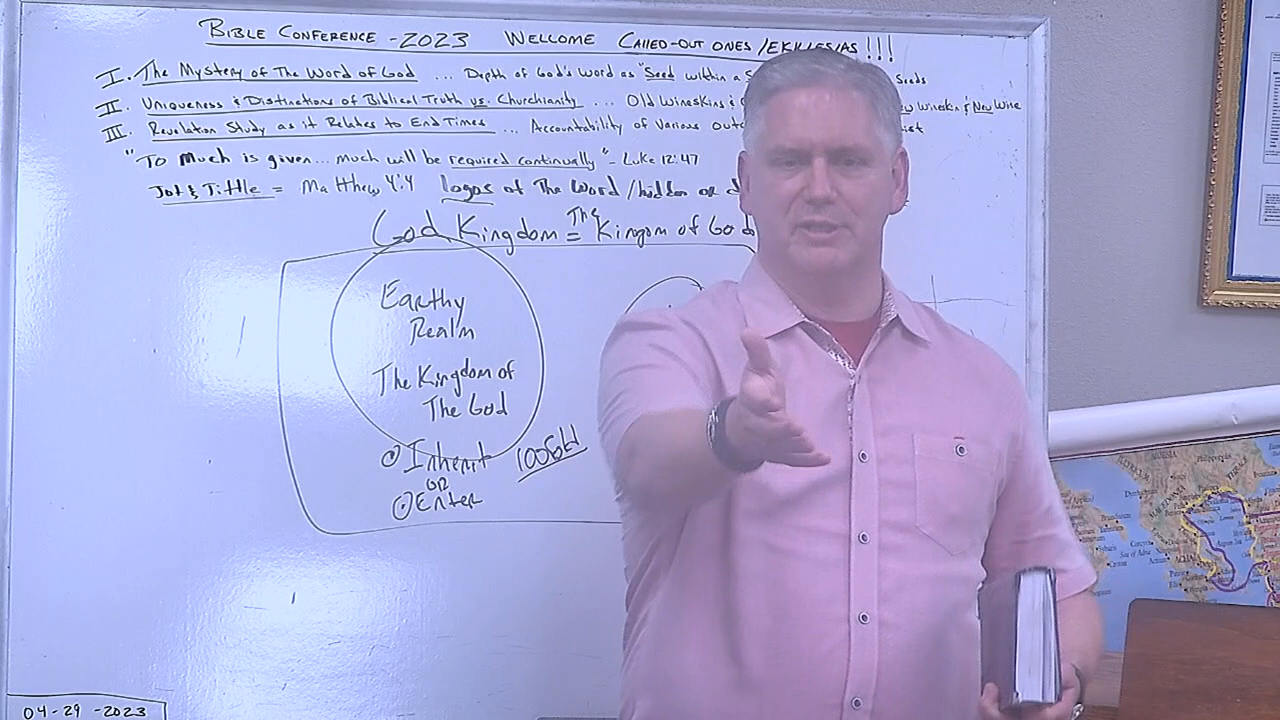 BIBLE CONFERENCE - 2023 WELCOME CALLED-OUT ONES / EKKLESIAS !!!
I. The Mystery of The Word of God ... Depth of God's Word as "Seed within a S Seeds
II. Uniqueness & Distinctions of Biblical Truth vs. Churchianity ... Old Wineskins & New Wine
III. Revelation Study as it Relates to End Times ... Accountability of Various
"To Much is given... much will be required continually" - Luke 12:47
Jot & Tittle = Matthew 4:4 logos of The Word / hidden or
God Kingdom = The Kingom of God
Earthy
Realm
The Kingdom of
The God
Inherit 100fold
OR
Enter
04-29-2023